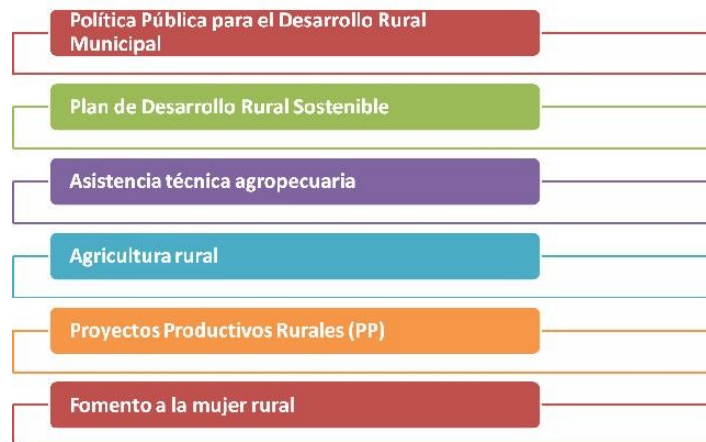 Política Pública para el Desarrollo Rural
Municipal
Plan de Desarrollo Rural Sostenible
Asistencia técnica agropecuaria
Agricultura rural
Proyectos Productivos Rurales (PP)
Fomento a la mujer rural